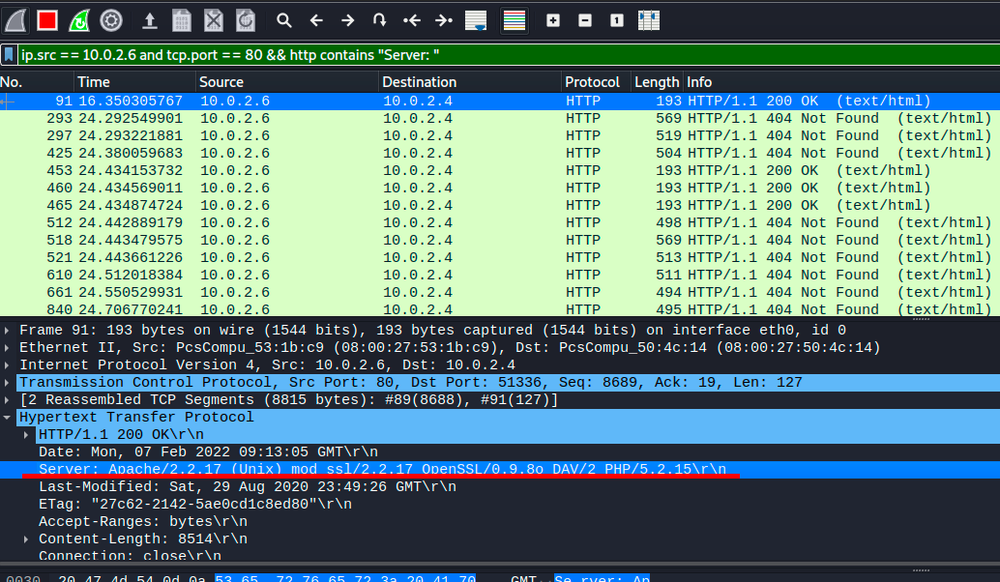 ip.src == 10.0.2.6 and tcp.port == 80 && http contains "Server: "
No. Time Source Destination Protocol Length Info
91 16.350305767 10.0.2.6 10.0.2.4 HTTP 193 HTTP/1.1 200 OK (text/html)
293 24.292549901 10.0.2.6 10.0.2.4 HTTP 569 HTTP/1.1 404 Not Found (text/html)
297 24.293221881 10.0.2.6 10.0.2.4 HTTP 519 HTTP/1.1 404 Not Found (text/html)
425 24.380059683 10.0.2.6 10.0.2.4 HTTP 504 HTTP/1.1 404 Not Found (text/html)
453 24.434153732 10.0.2.6 10.0.2.4 HTTP 193 HTTP/1.1 200 OK (text/html)
460 24.434569011 10.0.2.6 10.0.2.4 HTTP 193 HTTP/1.1 200 OK (text/html)
465 24.434874724 10.0.2.6 10.0.2.4 HTTP 193 HTTP/1.1 200 OK (text/html)
512 24.442889179 10.0.2.6 10.0.2.4 HTTP 498 HTTP/1.1 404 Not Found (text/html)
518 24.443479575 10.0.2.6 10.0.2.4 HTTP 569 HTTP/1.1 404 Not Found (text/html)
521 24.443661226 10.0.2.6 10.0.2.4 HTTP 513 HTTP/1.1 404 Not Found (text/html)
610 24.512018384 10.0.2.6 10.0.2.4 HTTP 511 HTTP/1.1 404 Not Found (text/html)
661 24.550529931 10.0.2.6 10.0.2.4 HTTP 494 HTTP/1.1 404 Not Found (text/html)
840 24.706770241 10.0.2.6 10.0.2.4 HTTP 495 HTTP/1.1 404 Not Found (text/html)
Frame 91: 193 bytes on wire (1544 bits), 193 bytes captured (1544 bits) on interface eth0, id 0
Ethernet II, Src: PcsCompu_53:1b:c9 (08:00:27:53:1b:c9), Dst: PcsCompu_50:4c:14 (08:00:27:50:4c:14)
Internet Protocol Version 4, Src: 10.0.2.6, Dst: 10.0.2.4
Transmission Control Protocol, Src Port: 80, Dst Port: 51336, Seq: 8689, Ack: 19, Len: 127
[2 Reassembled TCP Segments (8815 bytes): #89(8688), #91(127)]
Hypertext Transfer Protocol
HTTP/1.1 200 OK\r\n
Date: Mon, 07 Feb 2022 09:13:05 GMT\r\n
Server: Apache/2.2.17 (Unix) mod_ssl/2.2.17 OpenSSL/0.9.8o DAV/2 PHP/5.2.15\r\n
Last-Modified: Sat, 29 Aug 2020 23:49:26 GMT\r\n
ETag: "27c62-2142-5ae0cd1c8ed80"\r\n
Accept-Ranges: bytes\r\n
Content-Length: 8514\r\n
Connection: close\r\n
0030 20 47 4d 54 0d 0a 53 65 72 76 65 72 3a 20 41 70 GMT··Se rver: Ap